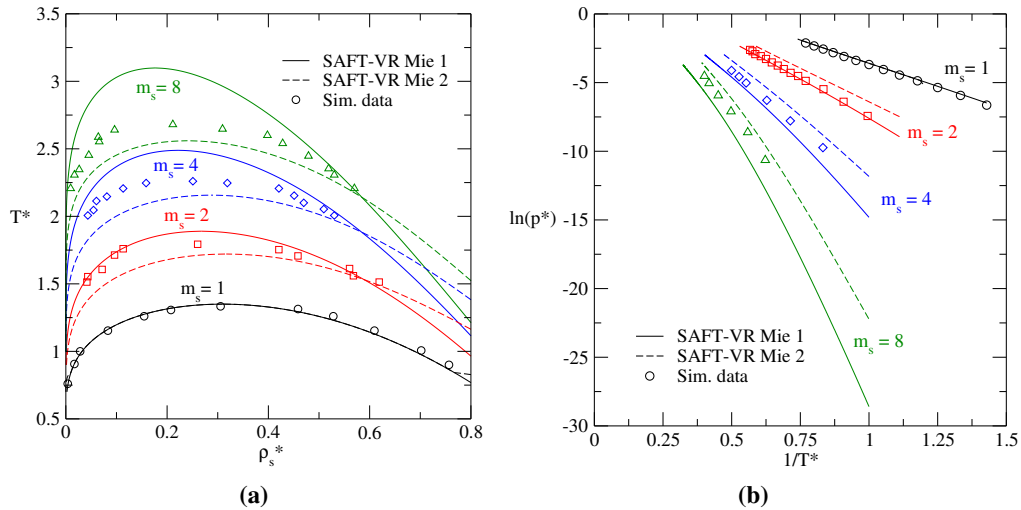 3.5
3
2.5
2
1.5
1
0.5
T*
SAFT-VR Mie 1
SAFT-VR Mie 2
Sim. data
m_s = 8
m_s = 4
m_s = 2
m_s = 1
0 0.2 0.4 0.6 0.8
ρ_s*
(a)
0
-5
-10
-15
-20
-25
-30
ln(p*)
m_s = 1
m_s = 2
m_s = 4
m_s = 8
SAFT-VR Mie 1
SAFT-VR Mie 2
Sim. data
0 0.25 0.5 0.75 1 1.25 1.5
1/T*
(b)